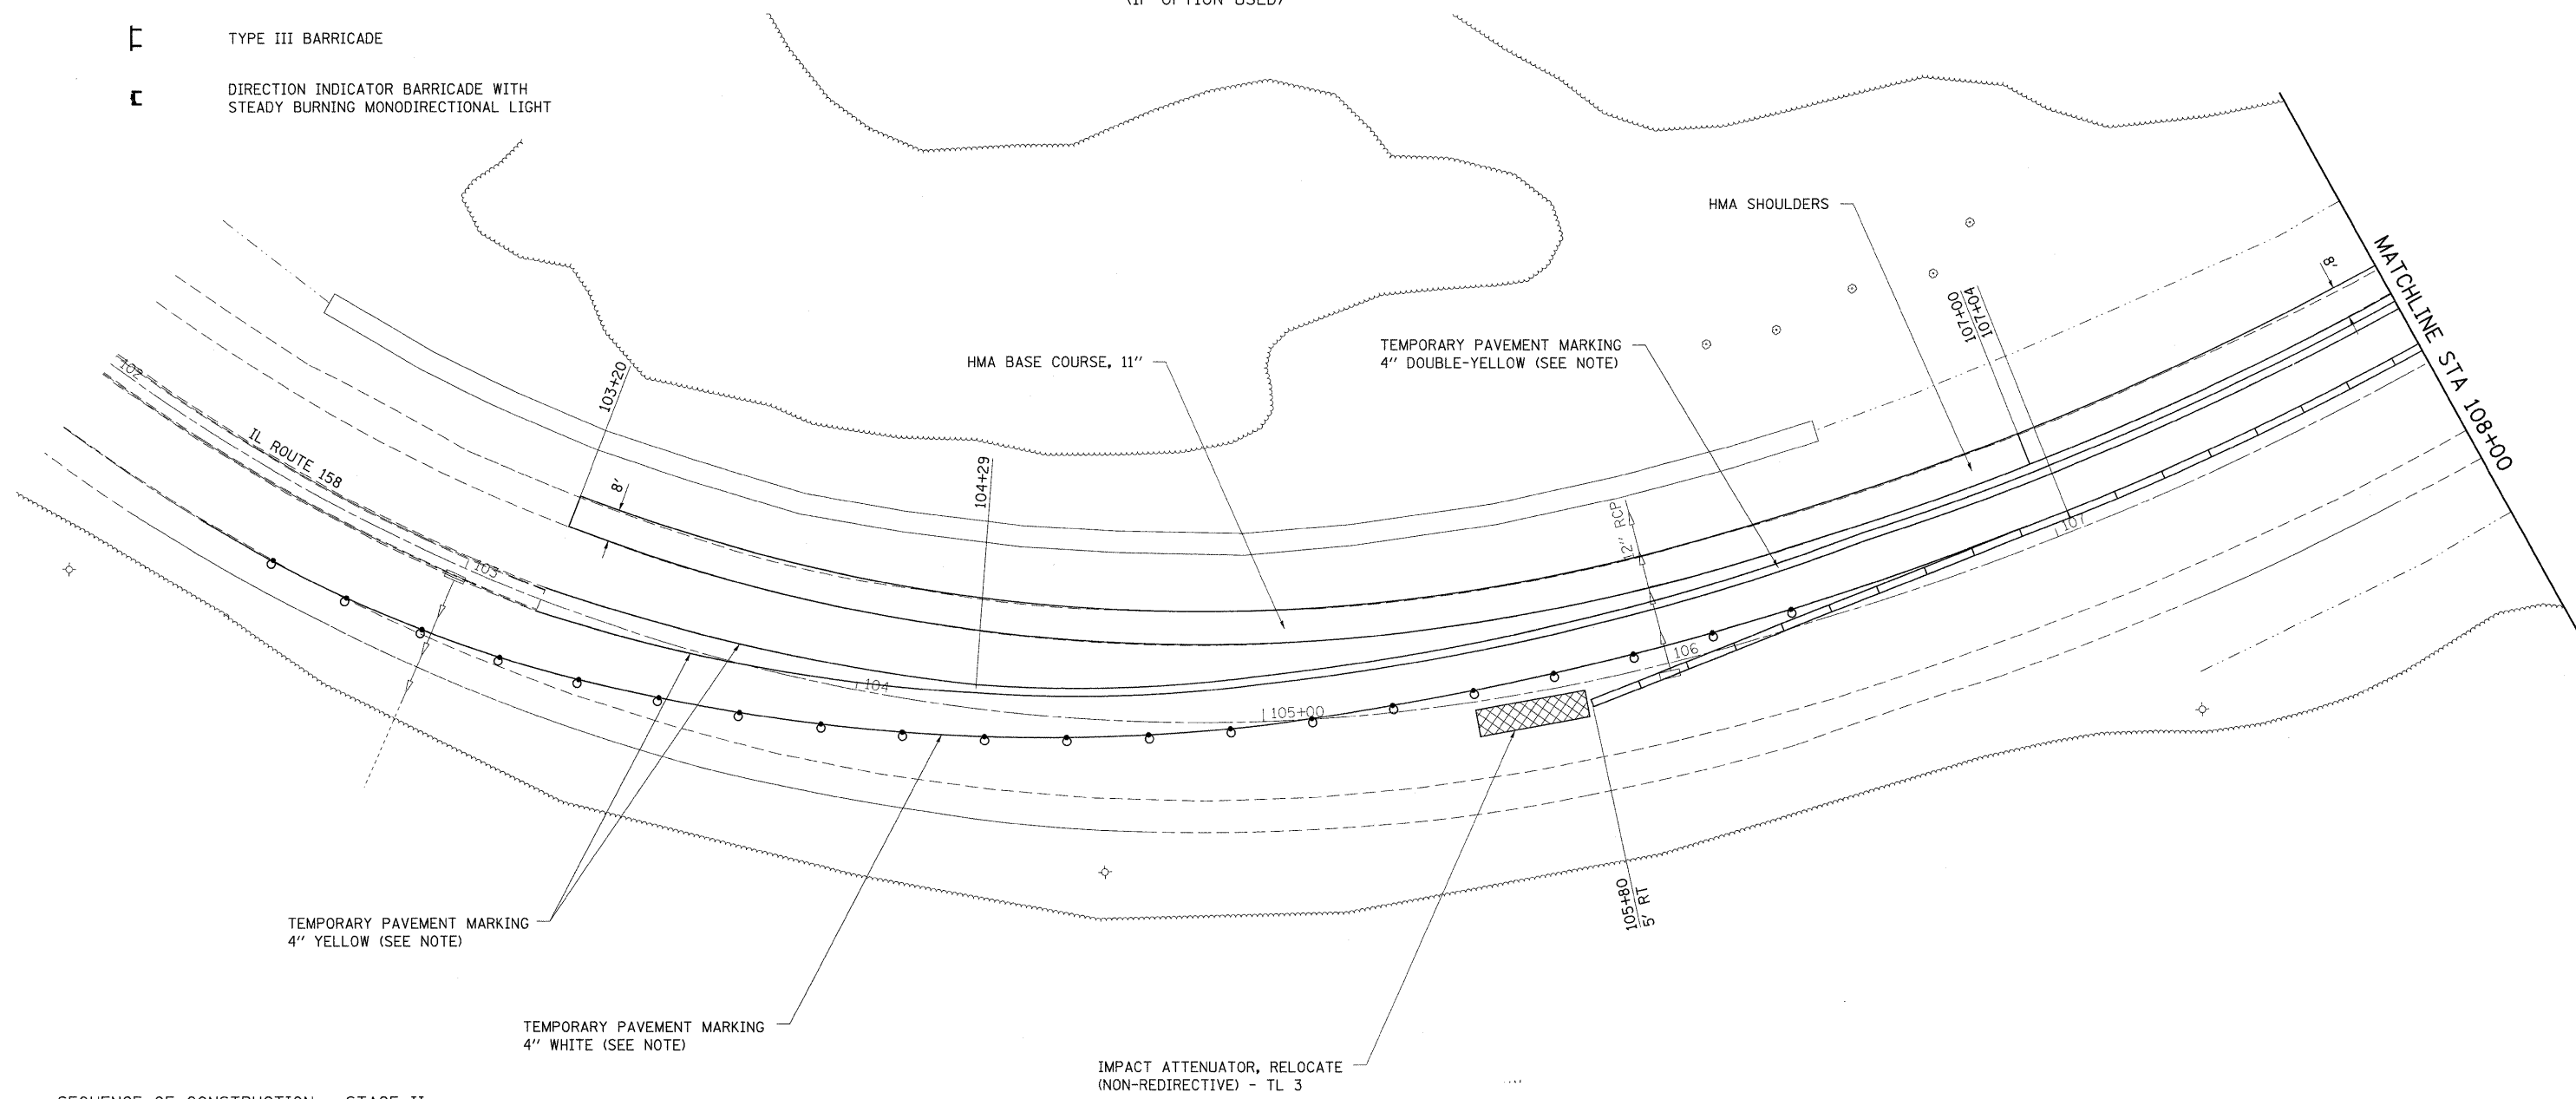 (IF OPTION USED)
TYPE III BARRICADE
DIRECTION INDICATOR BARRICADE WITH
STEADY BURNING MONODIRECTIONAL LIGHT
HMA SHOULDERS
MATCHLINE STA 108+00
8'
107+00
107+04
TEMPORARY PAVEMENT MARKING
4" DOUBLE-YELLOW (SEE NOTE)
HMA BASE COURSE, 11"
103+20
102
IL ROUTE 158
8'
104+29
12" RCP
107
103
106
104
105+00
105+80
5' RT
TEMPORARY PAVEMENT MARKING
4" YELLOW (SEE NOTE)
TEMPORARY PAVEMENT MARKING
4" WHITE (SEE NOTE)
IMPACT ATTENUATOR, RELOCATE
(NON-REDIRECTIVE) - TL 3
SEQUENCE OF CONSTRUCTION - STAGE II